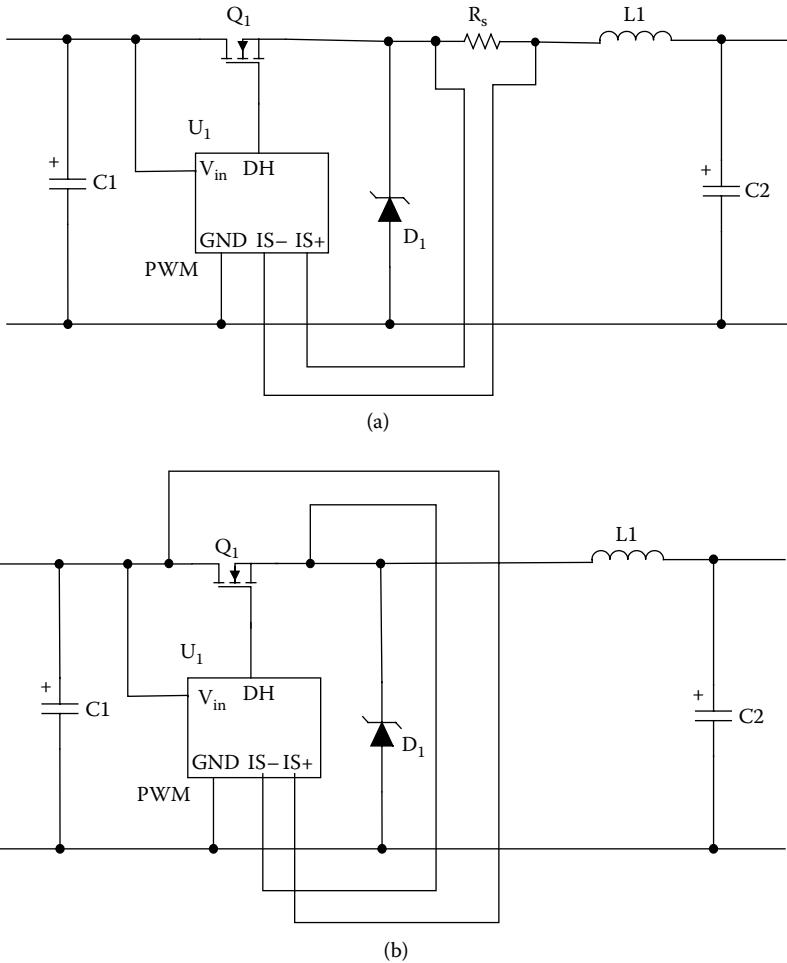 Q1
Rs
L1
U1
+
C1
Vin
DH
+
C2
D1
GND IS– IS+
PWM
(a)
Q1
L1
U1
+
C1
Vin
DH
+
C2
D1
GND IS– IS+
PWM
(b)